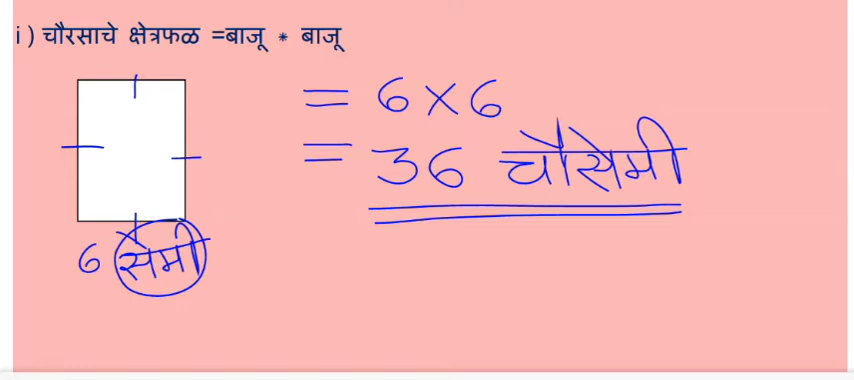 i ) चौरसाचे क्षेत्रफळ =बाजू * बाजू
= 6 × 6
= 36 चौसेमी
6 सेमी